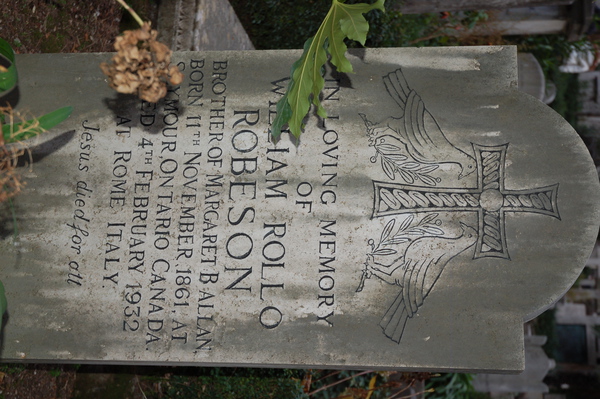 IN LOVING MEMORY
OF
WILLIAM ROLLO
ROBESON
BROTHER OF MARGARET B ALLAN,
BORN 11TH NOVEMBER, 1861, AT
SEYMOUR, ONTARIO CANADA.
DIED 4TH FEBRUARY 1932
AT ROME ITALY.
Jesus died for all